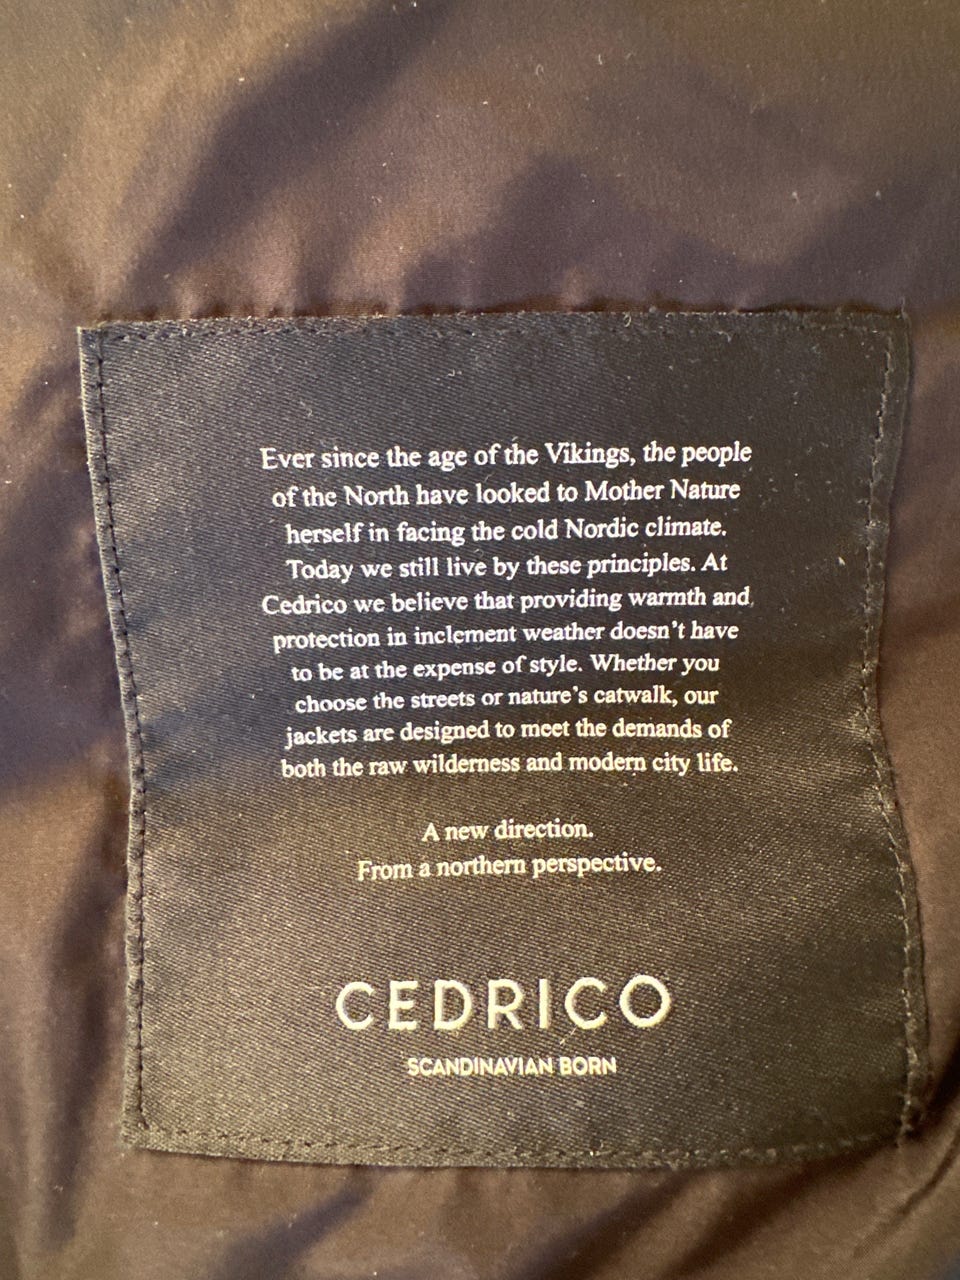 Ever since the age of the Vikings, the people
of the North have looked to Mother Nature
herself in facing the cold Nordic climate.
Today we still live by these principles. At
Cedrico we believe that providing warmth and
protection in inclement weather doesn't have
to be at the expense of style. Whether you
choose the streets or nature's catwalk, our
jackets are designed to meet the demands of
both the raw wilderness and modern city life.
A new direction.
From a northern perspective.
CEDRICO
SCANDINAVIAN BORN